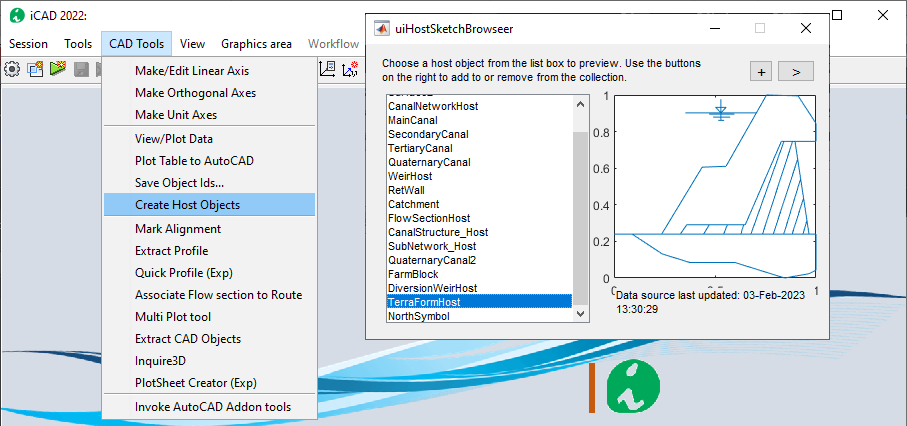 iCAD 2022:
Session Tools CAD Tools View Graphics area Workflow
Make/Edit Linear Axis
Make Orthogonal Axes
Make Unit Axes
View/Plot Data
Plot Table to AutoCAD
Save Object Ids...
Create Host Objects
Mark Alignment
Extract Profile
Quick Profile (Exp)
Associate Flow section to Route
Multi Plot tool
Extract CAD Objects
Inquire3D
PlotSheet Creator (Exp)
Invoke AutoCAD Addon tools
uiHostSketchBrowseer
Choose a host object from the list box to preview. Use the buttons
on the right to add to or remove from the collection.
+ >
CanalNetworkHost
MainCanal
SecondaryCanal
TertiaryCanal
QuaternaryCanal
WeirHost
RetWall
Catchment
FlowSectionHost
CanalStructure_Host
SubNetwork_Host
QuaternaryCanal2
FarmBlock
DiversionWeirHost
TerraFormHost
NorthSymbol
1
0.8
0.6
0.4
0.2
0
1
Data source last updated: 03-Feb-2023
13:30:29